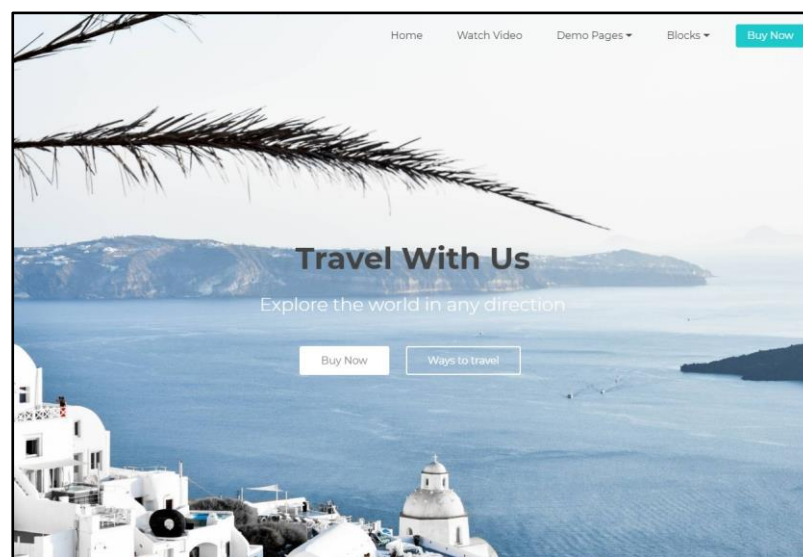 Home Watch Video Demo Pages Blocks Buy Now
Travel With Us
Explore the world in any direction
Buy Now Ways to travel